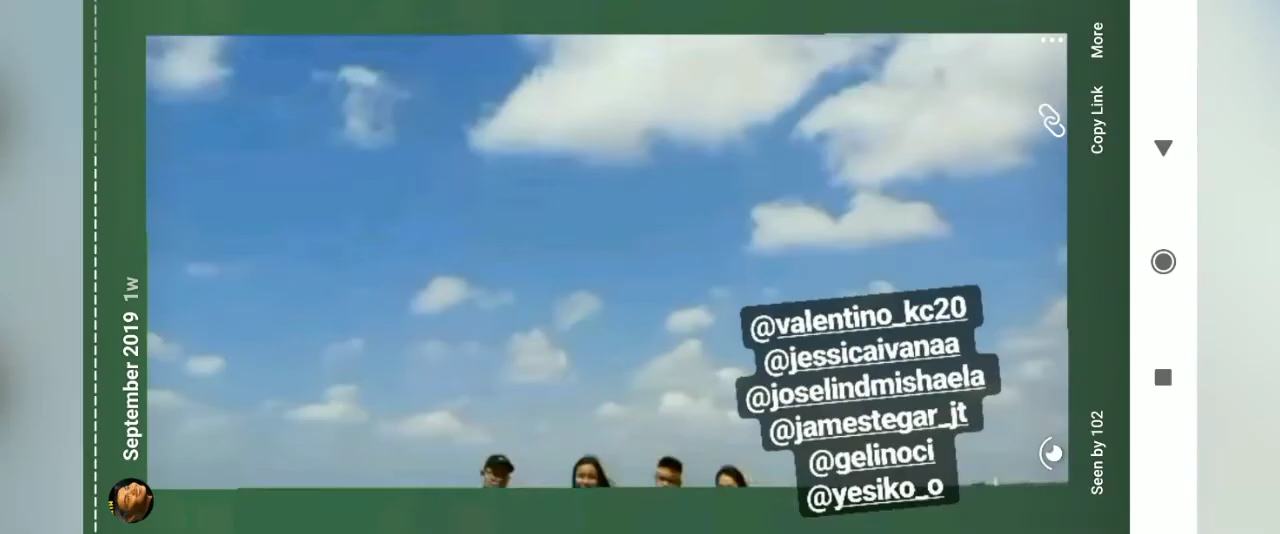 September 2019 1w
@valentino_kc20
@jessicaivanaa
@joselindmishaela
@jamestegar_jt
@gelinoci
@yesiko_o
Seen by 102
Copy Link
More